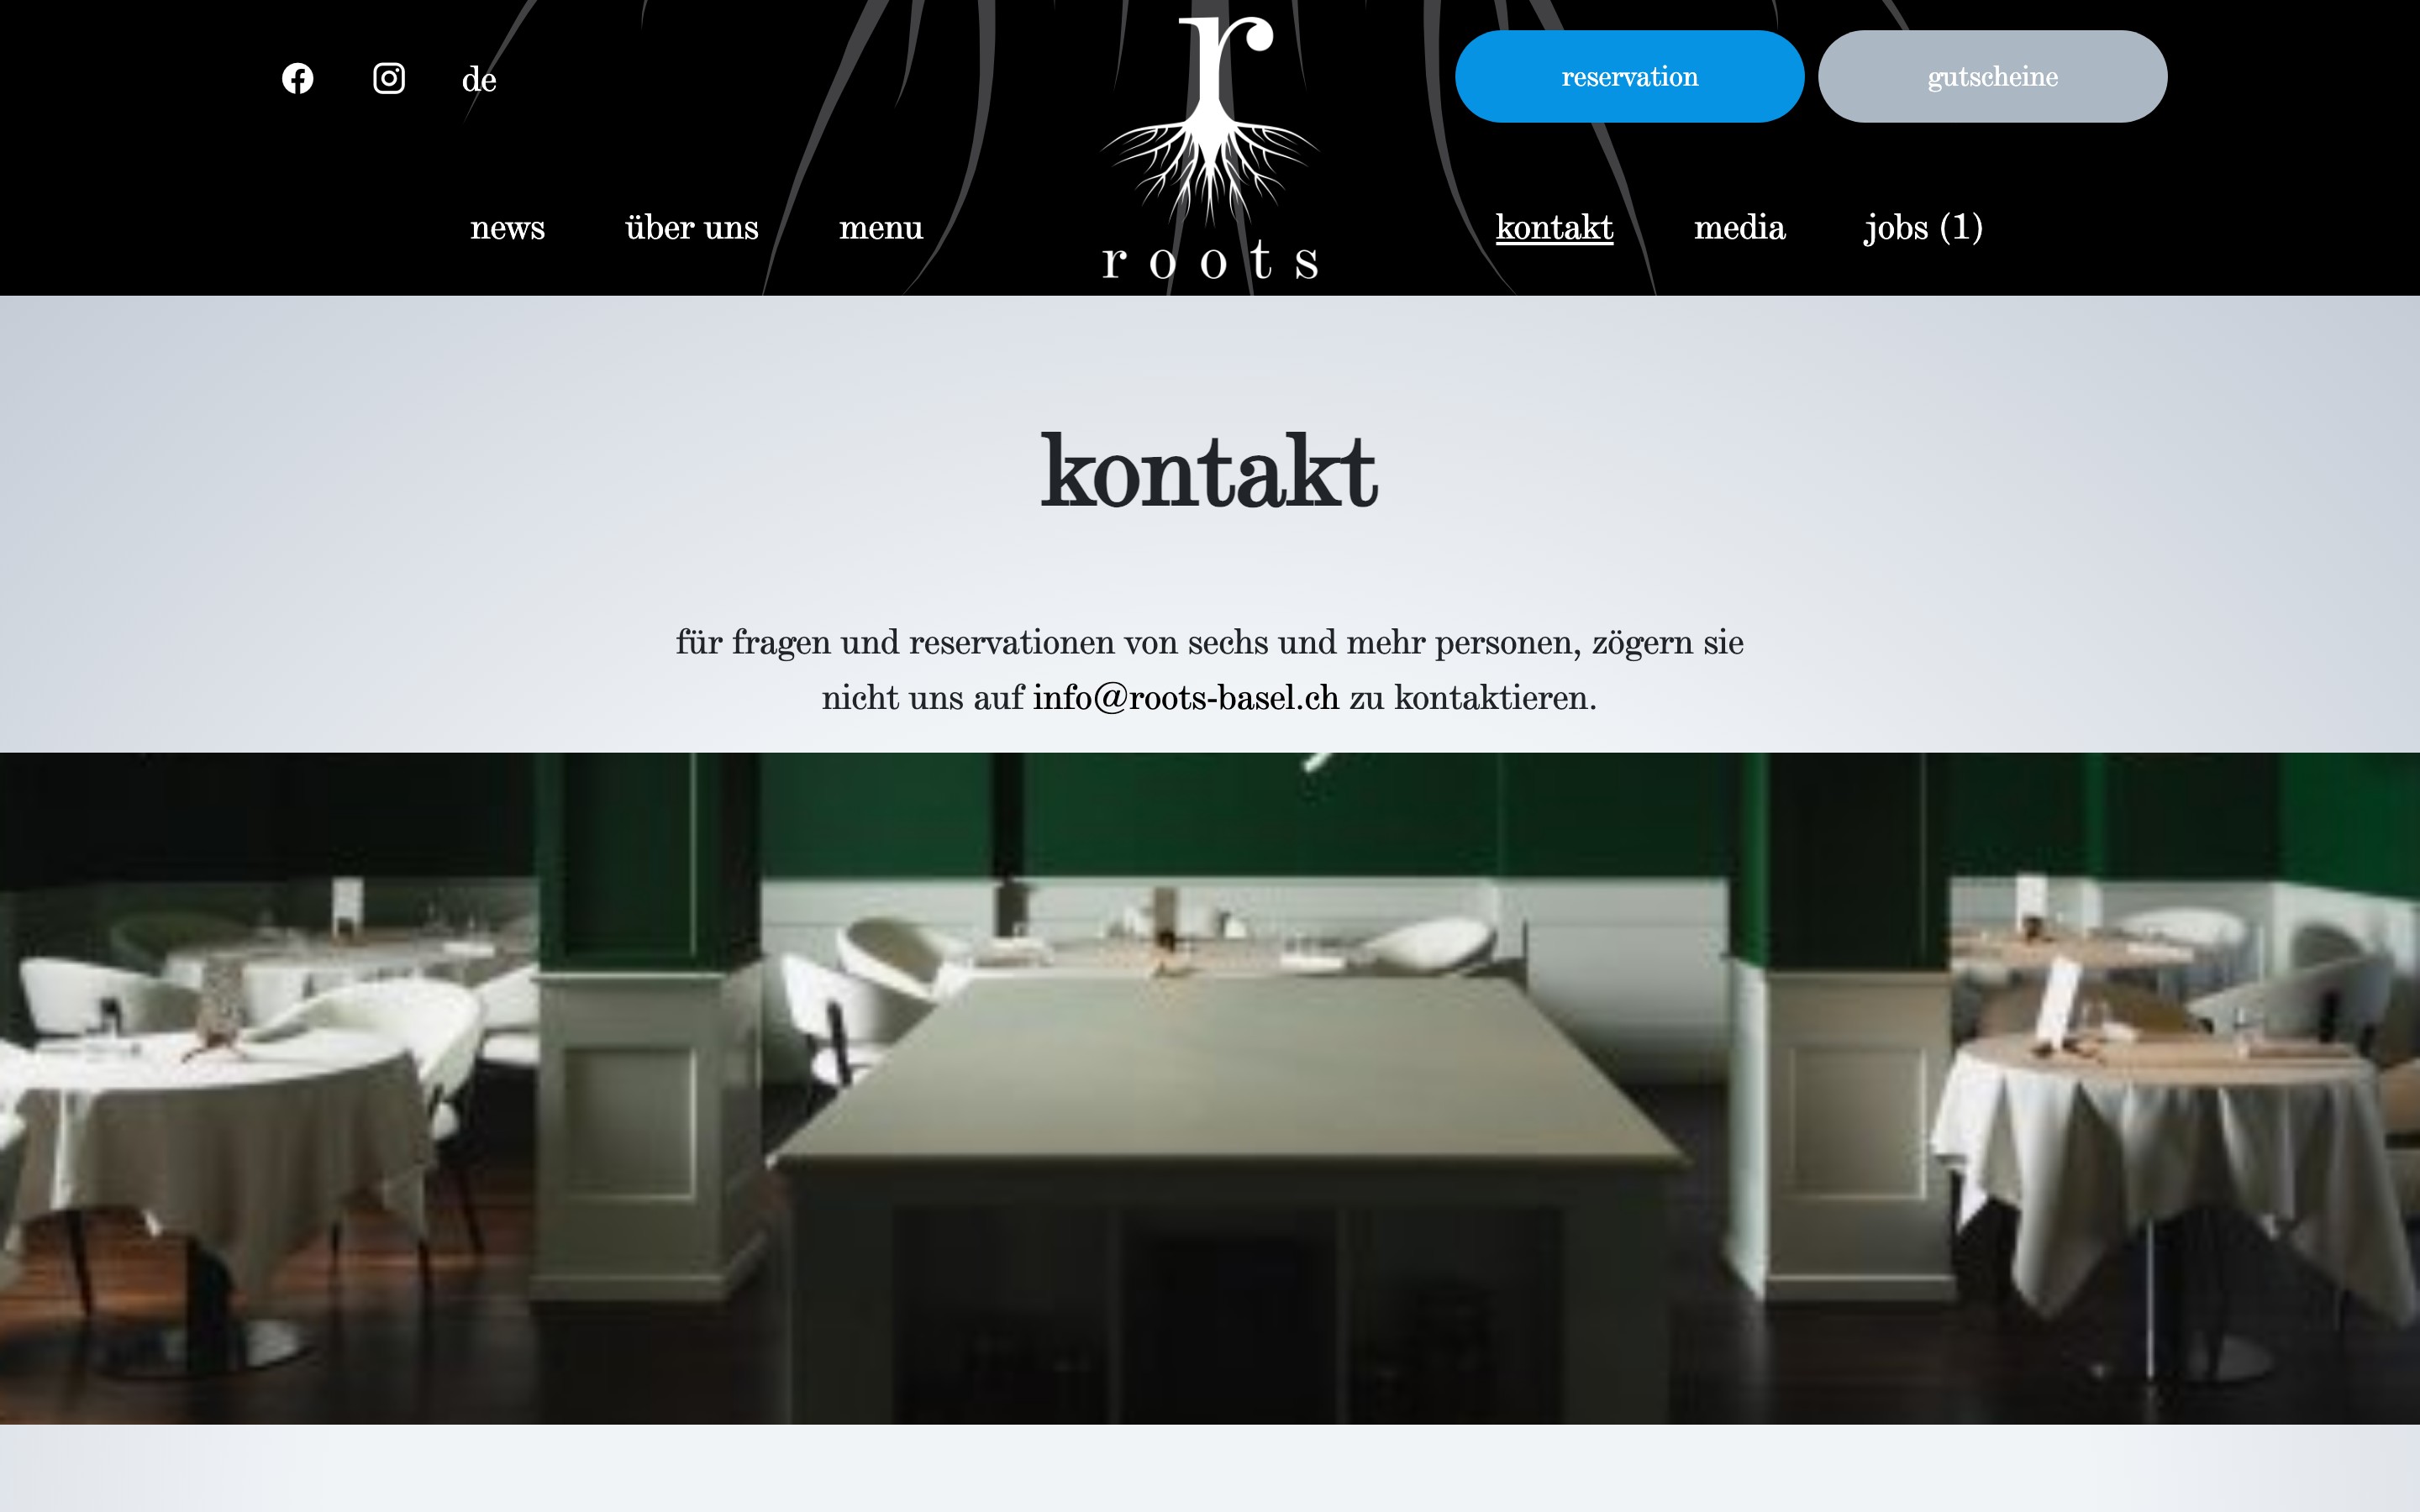 de
reservation
gutscheine
r
news
über uns
menu
roots
kontakt
media
jobs (1)
kontakt
für fragen und reservationen von sechs und mehr personen, zögern sie
nicht uns auf info@roots-basel.ch zu kontaktieren.